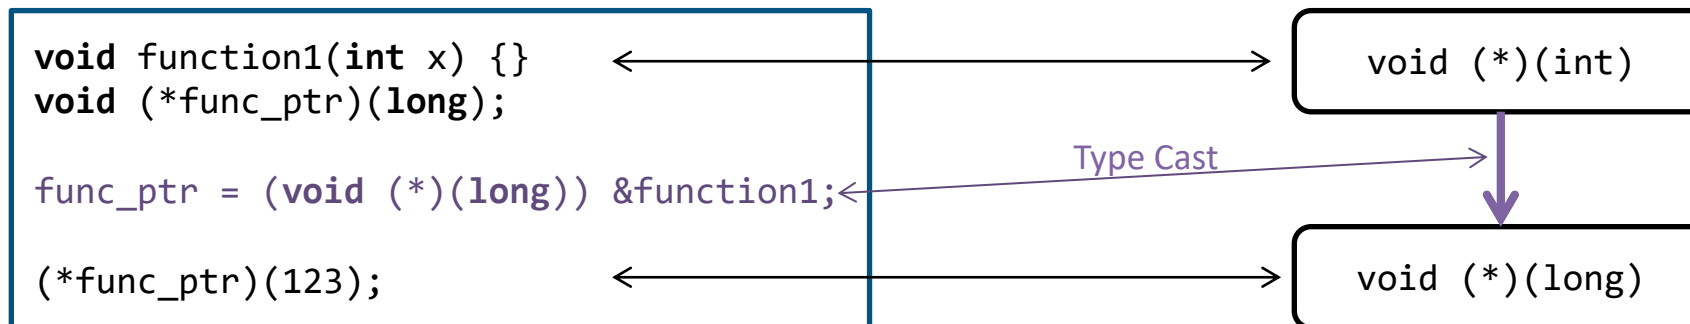 void function1(int x) {}
void (*func_ptr)(long);
func_ptr = (void (*)(long)) &function1;
(*func_ptr)(123);
Type Cast
void (*)(int)
void (*)(long)